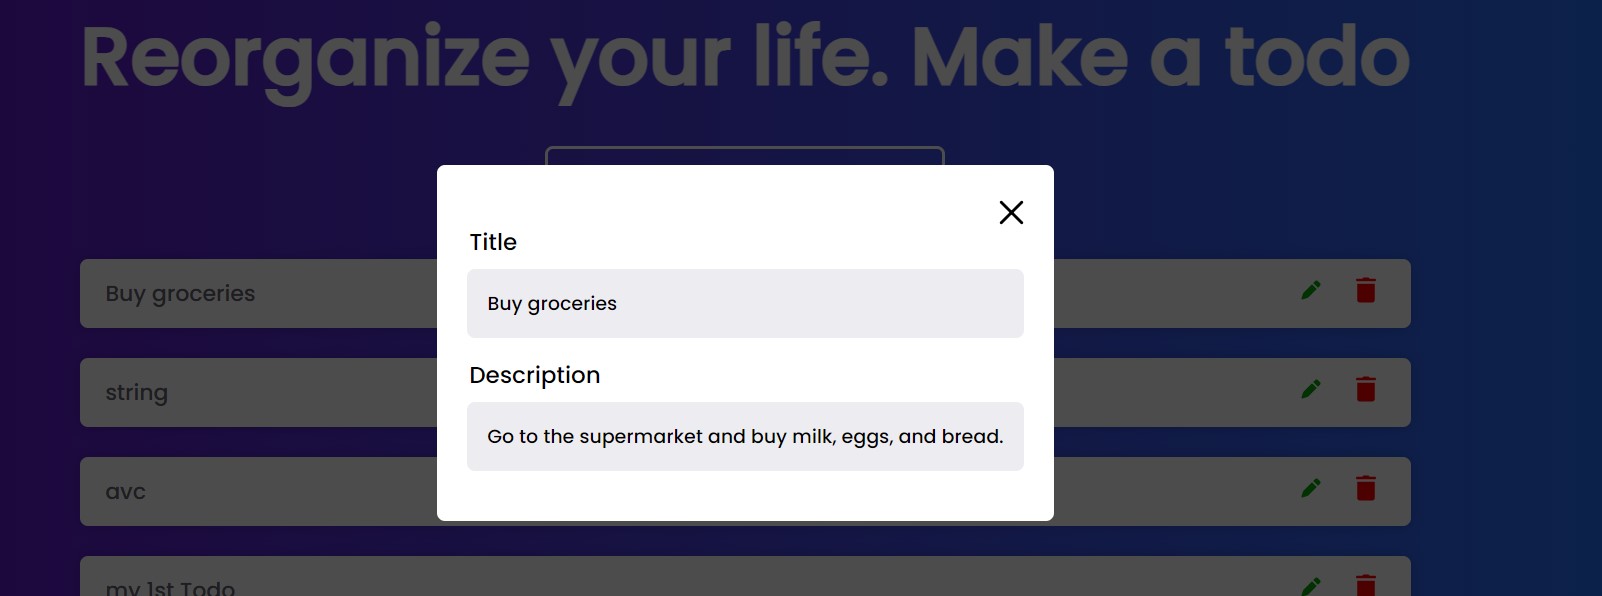 Reorganize your life. Make a todo
Title
Buy groceries
Description
Go to the supermarket and buy milk, eggs, and bread.
Buy groceries
string
avc
my 1st Todo